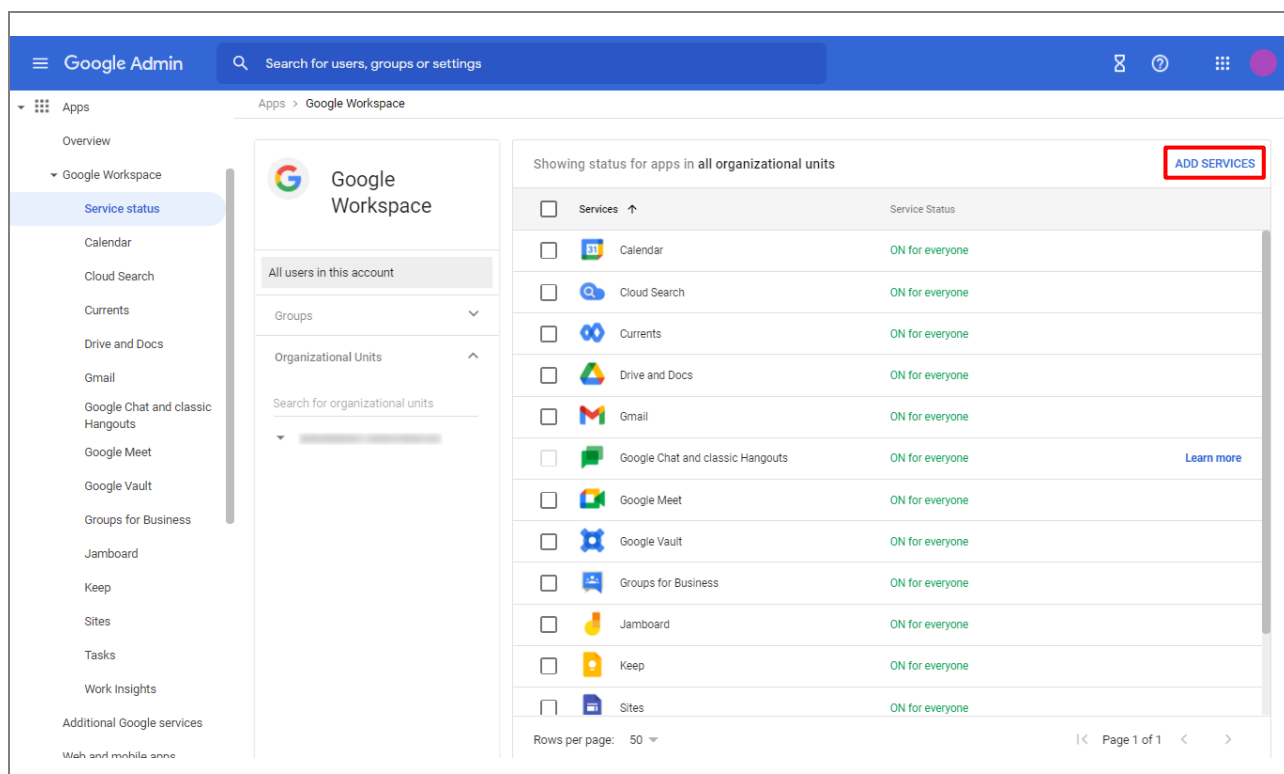 Google Admin
Search for users, groups or settings
Apps
Overview
Google Workspace
Service status
Calendar
Cloud Search
Currents
Drive and Docs
Gmail
Google Chat and classic
Hangouts
Google Meet
Google Vault
Groups for Business
Jamboard
Keep
Sites
Tasks
Work Insights
Additional Google services
Web and mobile apps
Apps > Google Workspace
Google
Workspace
All users in this account
Groups
Organizational Units
Search for organizational units
Showing status for apps in all organizational units
ADD SERVICES
Services ↑ Service Status
31 Calendar ON for everyone
Cloud Search ON for everyone
Currents ON for everyone
Drive and Docs ON for everyone
Gmail ON for everyone
Google Chat and classic Hangouts ON for everyone Learn more
Google Meet ON for everyone
Google Vault ON for everyone
Groups for Business ON for everyone
Jamboard ON for everyone
Keep ON for everyone
Sites ON for everyone
Rows per page: 50 Page 1 of 1